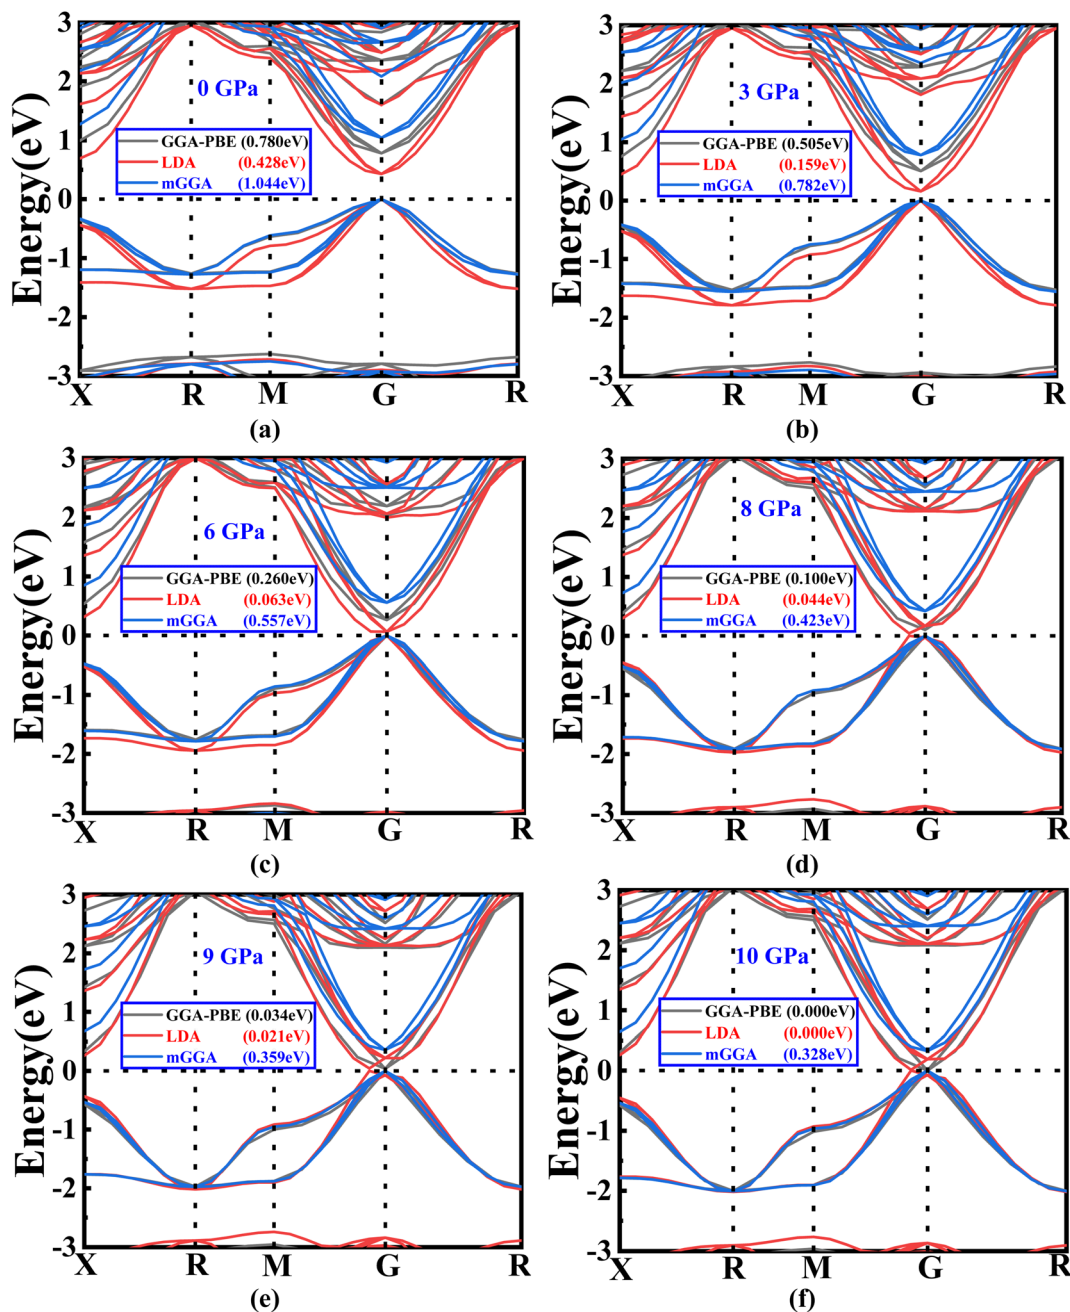 3
2
1
0
-1
-2
-3
Energy(eV)
0 GPa
GGA-PBE (0.780eV)
LDA (0.428eV)
mGGA (1.044eV)
X R M G R
(a)
3
2
1
0
-1
-2
-3
Energy(eV)
3 GPa
GGA-PBE (0.505eV)
LDA (0.159eV)
mGGA (0.782eV)
X R M G R
(b)
3
2
1
0
-1
-2
-3
Energy(eV)
6 GPa
GGA-PBE (0.260eV)
LDA (0.063eV)
mGGA (0.557eV)
X R M G R
(c)
3
2
1
0
-1
-2
-3
Energy(eV)
8 GPa
GGA-PBE (0.100eV)
LDA (0.044eV)
mGGA (0.423eV)
X R M G R
(d)
3
2
1
0
-1
-2
-3
Energy(eV)
9 GPa
GGA-PBE (0.034eV)
LDA (0.021eV)
mGGA (0.359eV)
X R M G R
(e)
3
2
1
0
-1
-2
-3
Energy(eV)
10 GPa
GGA-PBE (0.000eV)
LDA (0.000eV)
mGGA (0.328eV)
X R M G R
(f)